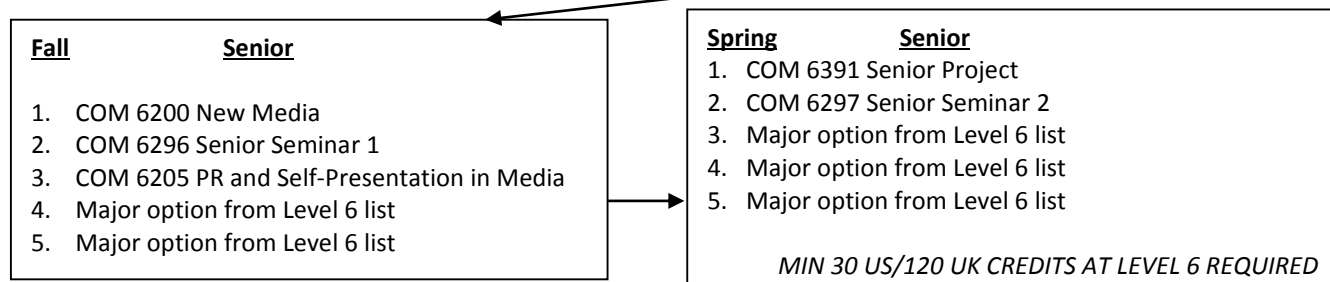 Fall Senior
1. COM 6200 New Media
2. COM 6296 Senior Seminar 1
3. COM 6205 PR and Self-Presentation in Media
4. Major option from Level 6 list
5. Major option from Level 6 list
Spring Senior
1. COM 6391 Senior Project
2. COM 6297 Senior Seminar 2
3. Major option from Level 6 list
4. Major option from Level 6 list
5. Major option from Level 6 list
MIN 30 US/120 UK CREDITS AT LEVEL 6 REQUIRED